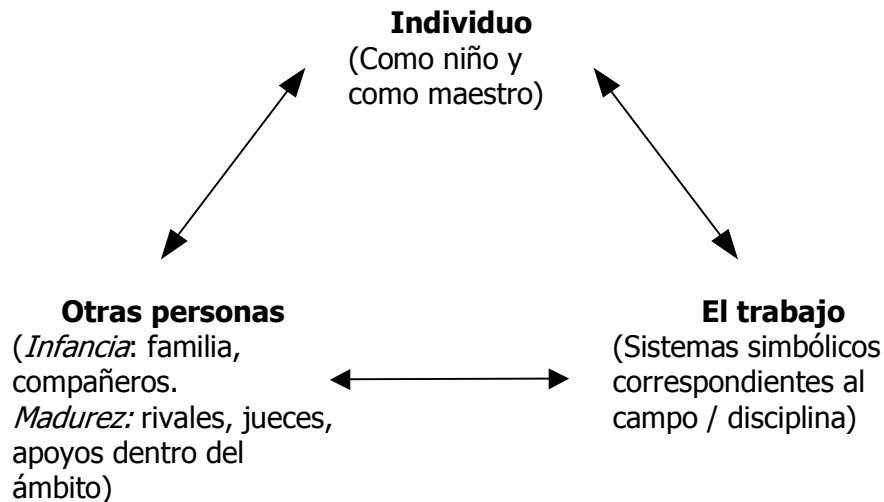 Individuo
(Como niño y
como maestro)
Otras personas
(Infancia: familia,
compañeros.
Madurez: rivales, jueces,
apoyos dentro del
ámbito)
El trabajo
(Sistemas simbólicos
correspondientes al
campo / disciplina)